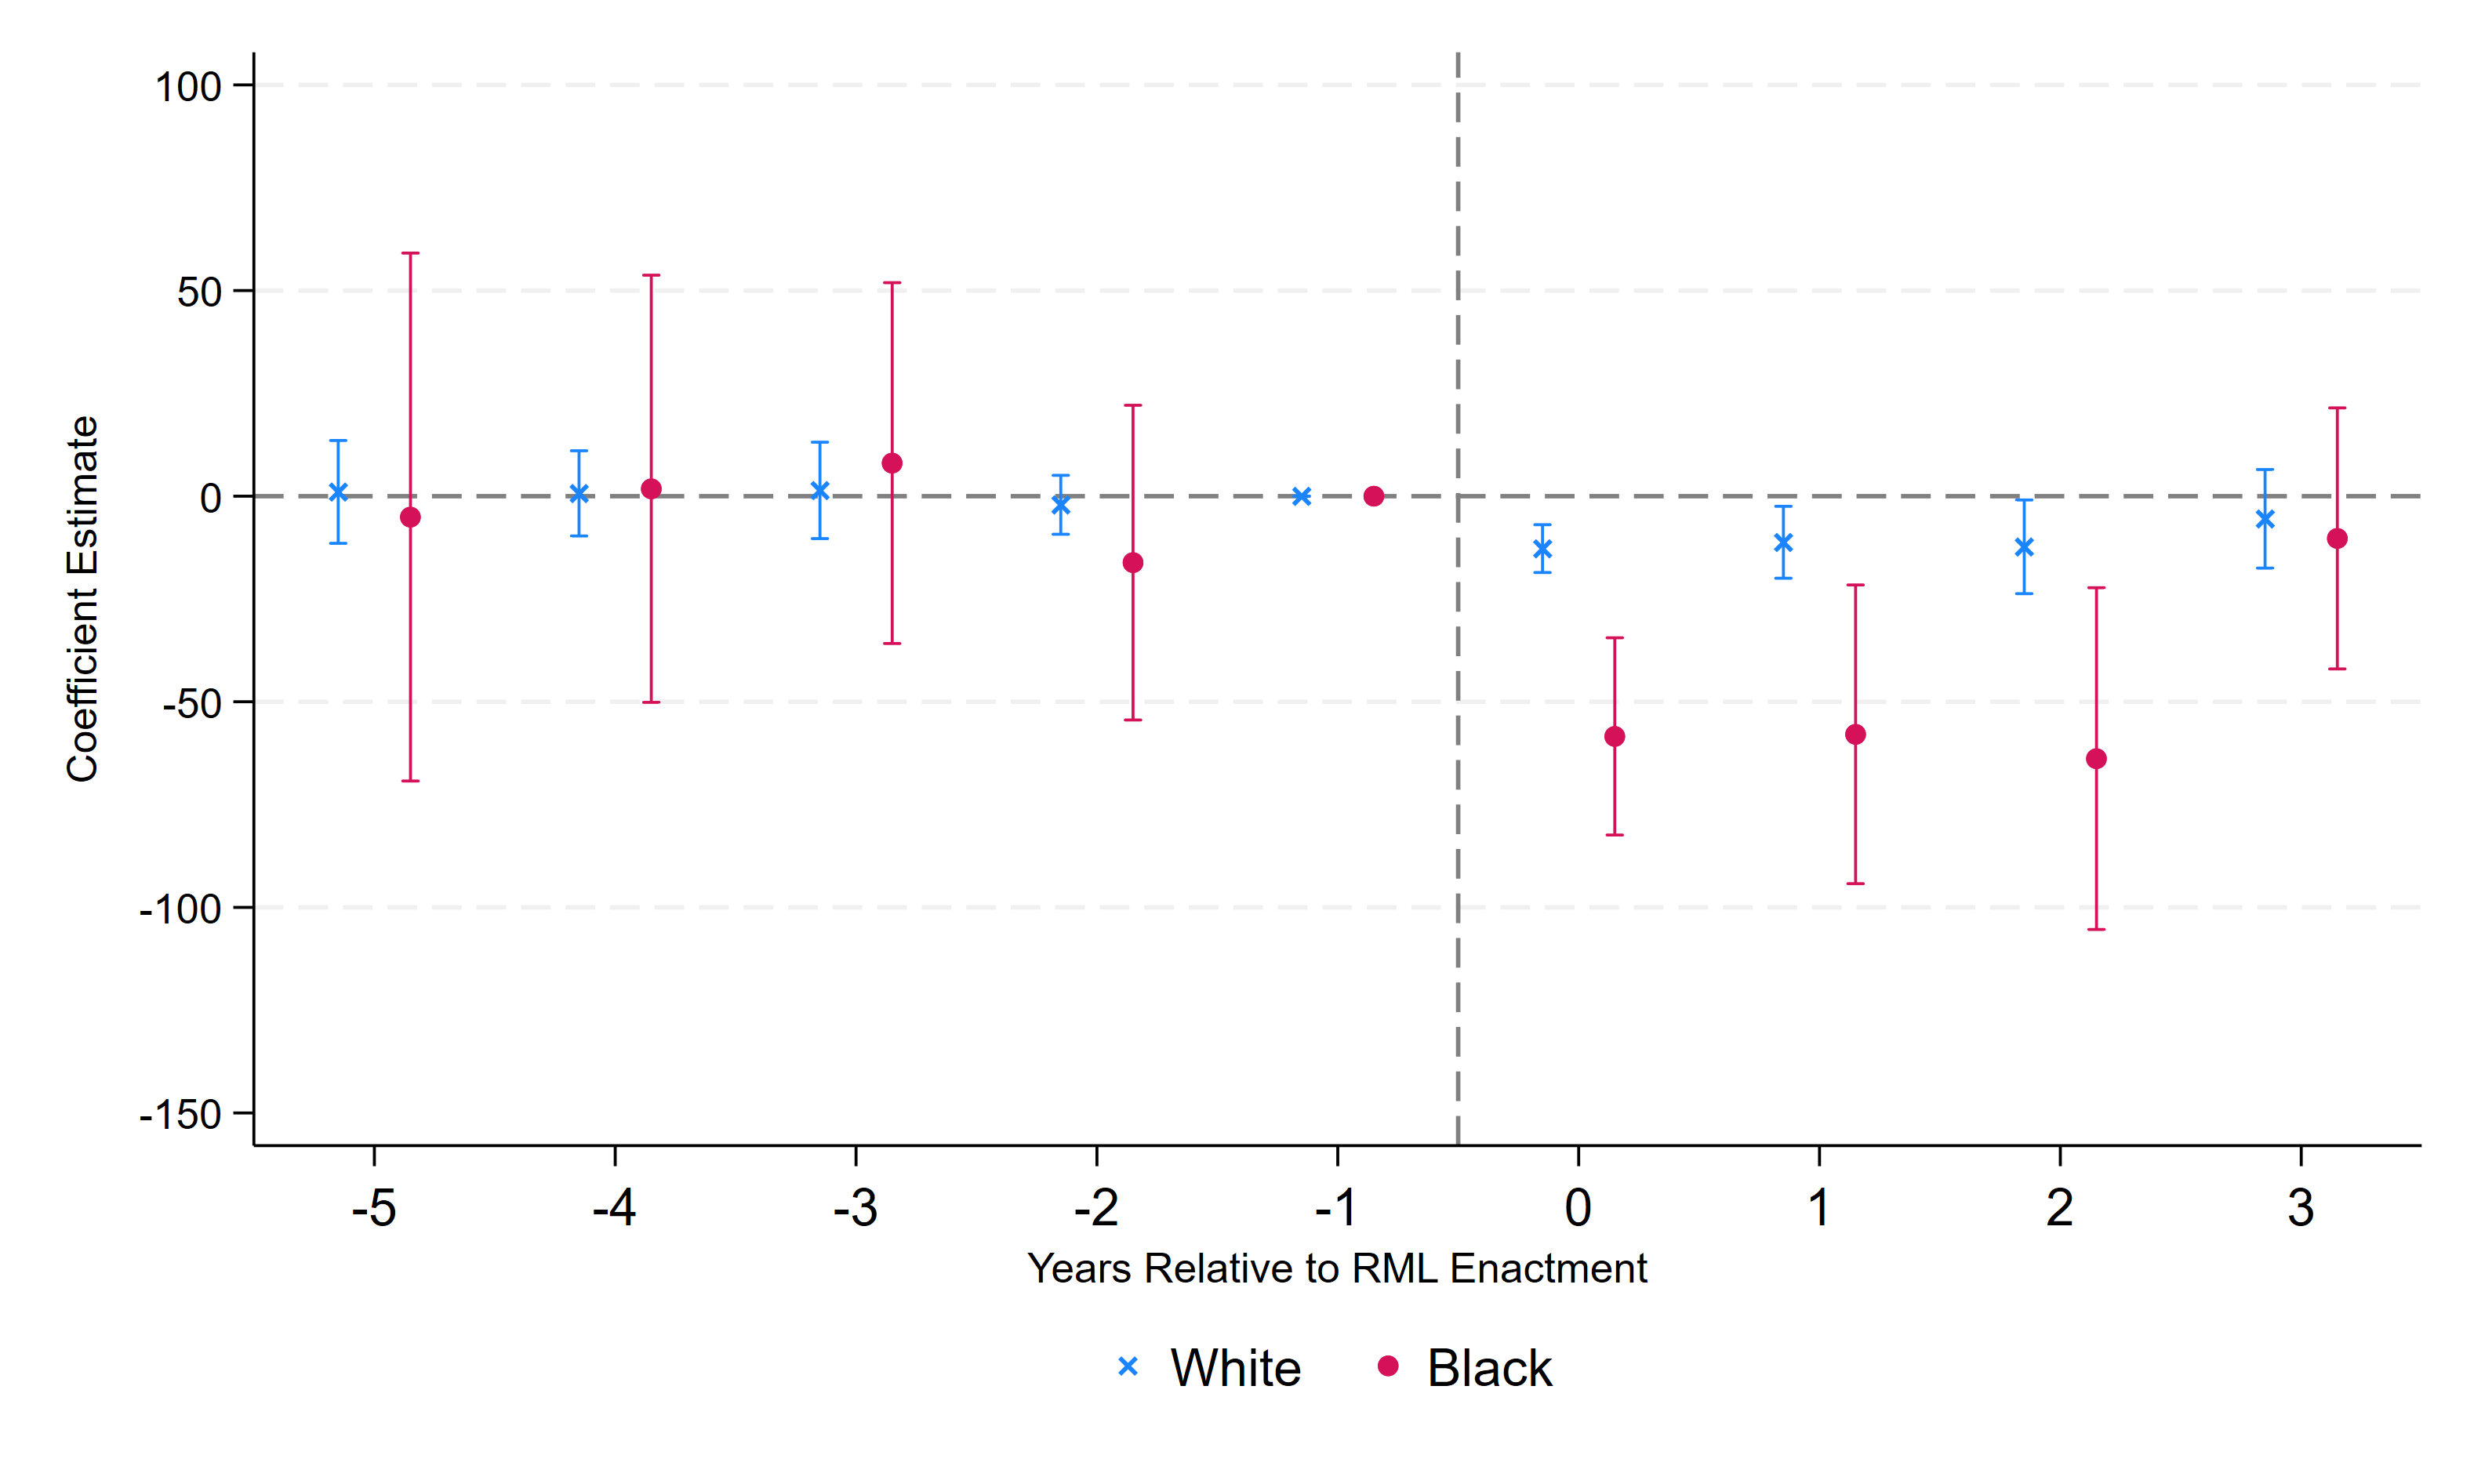 100
50
0
-50
-100
-150
Coefficient Estimate
-5 -4 -3 -2 -1 0 1 2 3
Years Relative to RML Enactment
White Black